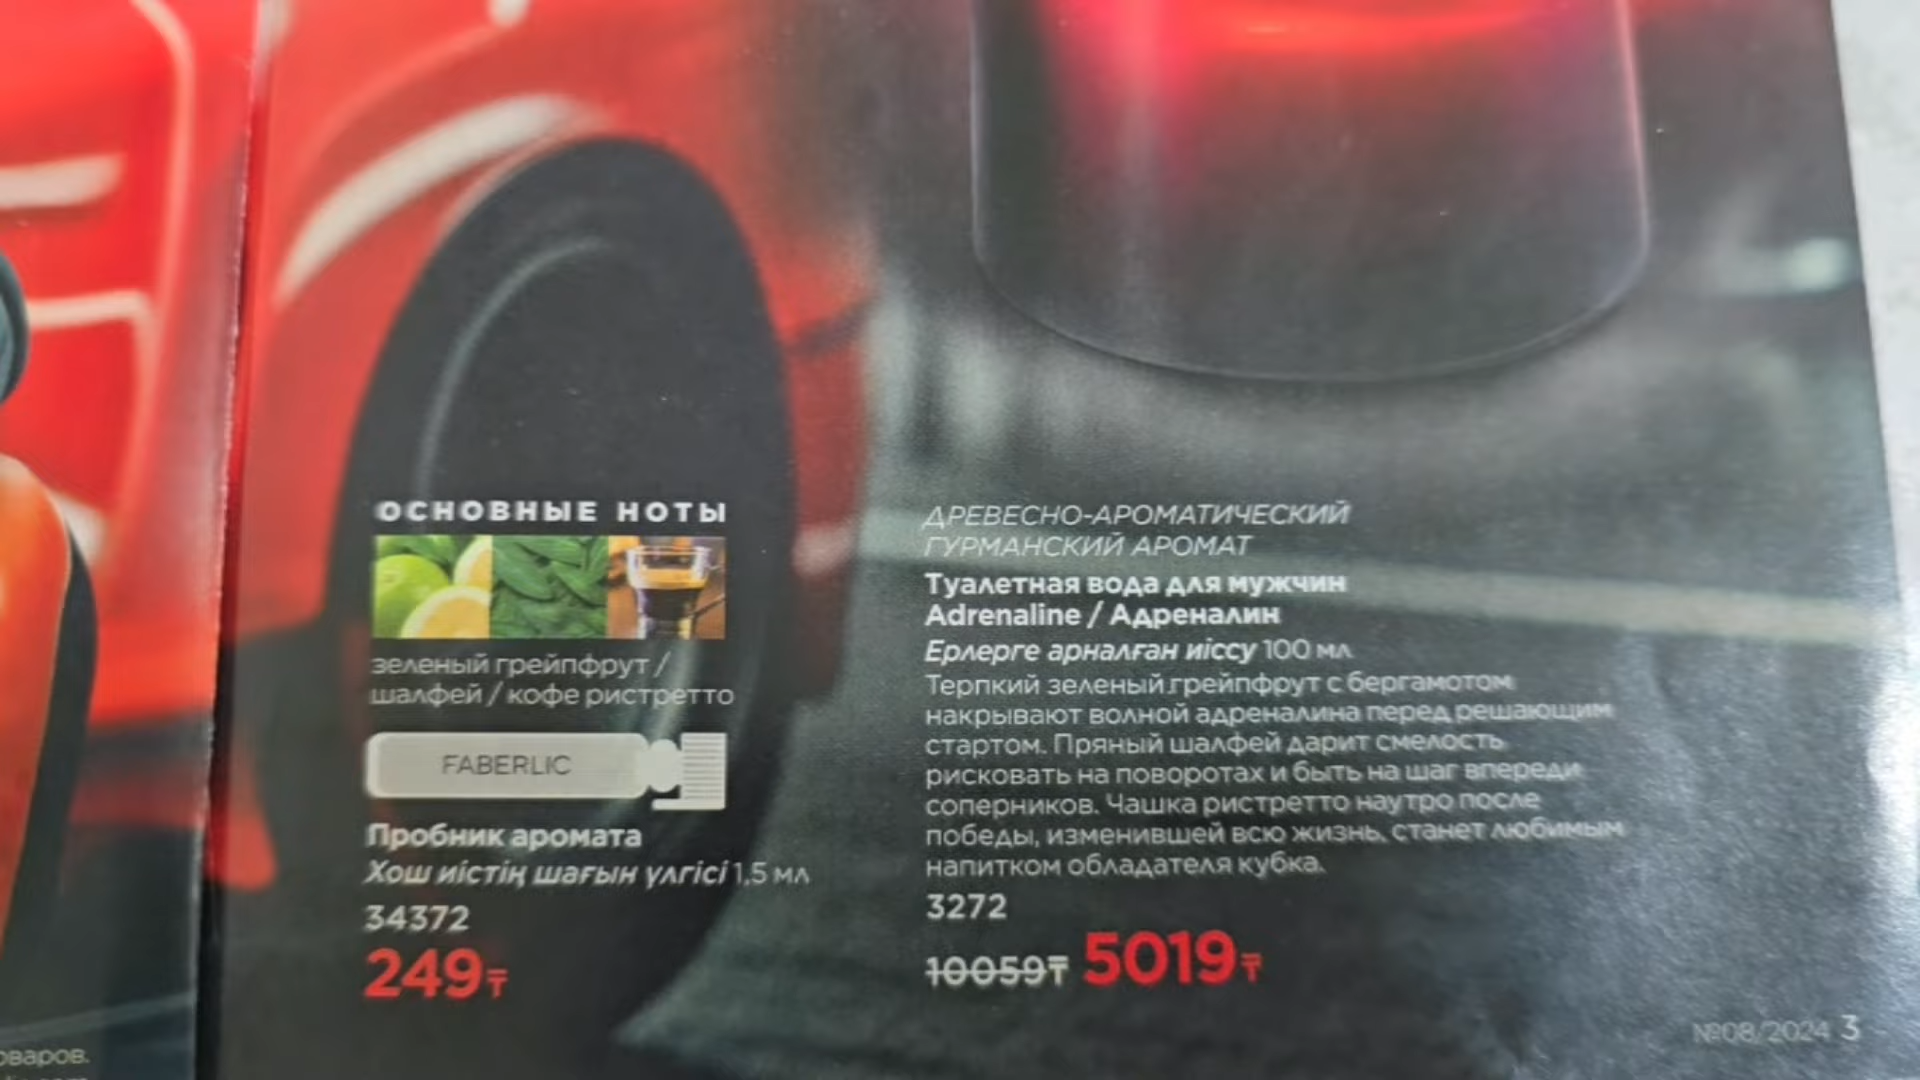 ОСНОВНЫЕ НОТЫ
зеленый грейпфрут /
шалфей / кофе ристретто
FABERLIC
Пробник аромата
Хош иістің шағын үлгісі 1,5 мл
34372
249₸
ДРЕВЕСНО-АРОМАТИЧЕСКИЙ
ГУРМАНСКИЙ АРОМАТ
Туалетная вода для мужчин
Adrenaline / Адреналин
Ерлерге арналған иіссу 100 мл
Терпкий зеленый грейпфрут с бергамотом
накрывают волной адреналина перед решающим
стартом. Пряный шалфей дарит смелость
рисковать на поворотах и быть на шаг впереди
соперников. Чашка ристретто наутро после
победы, изменившей всю жизнь, станет любимым
напитком обладателя кубка.
3272
10059₸ 5019₸
№08/2024 3